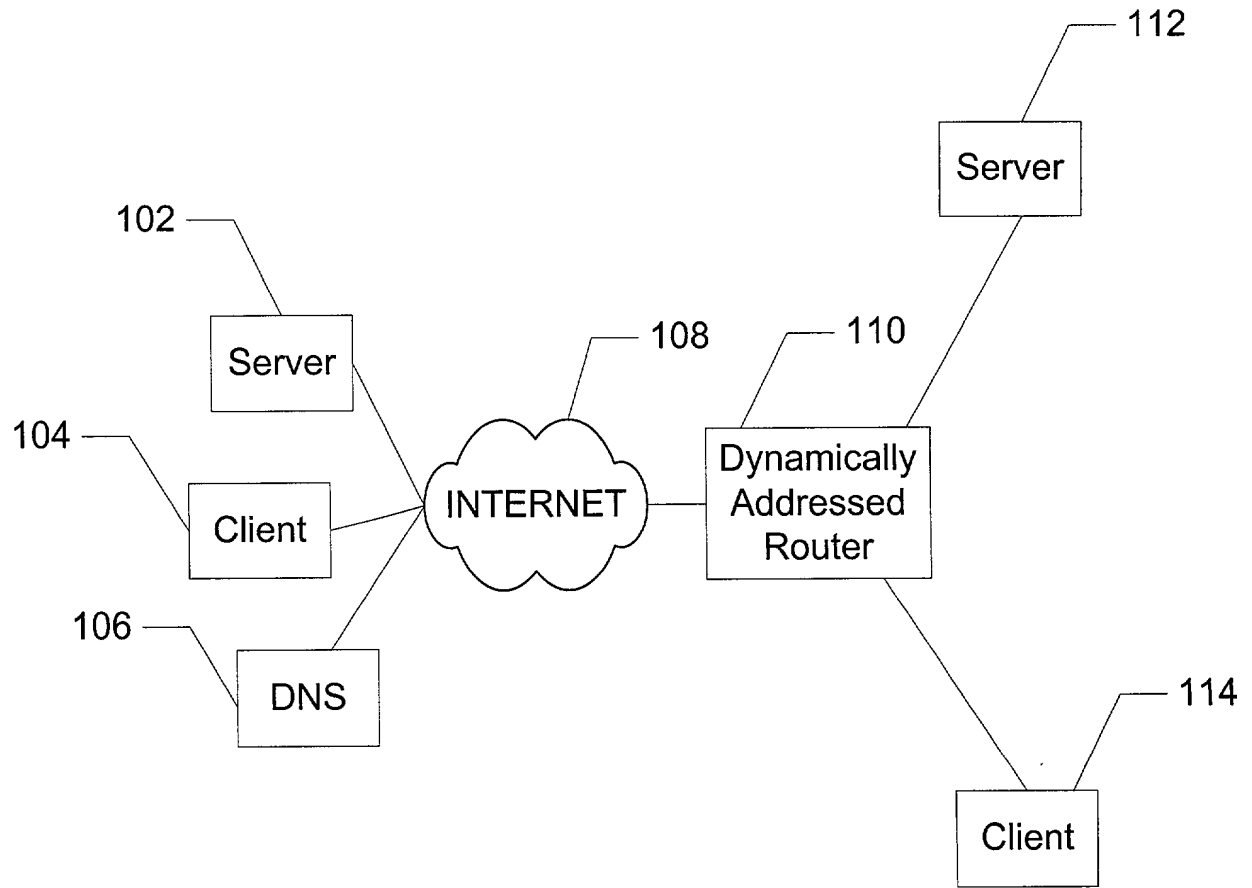 112
Server
102
Server
108
110
104
Client
INTERNET
Dynamically
Addressed
Router
106
DNS
114
Client